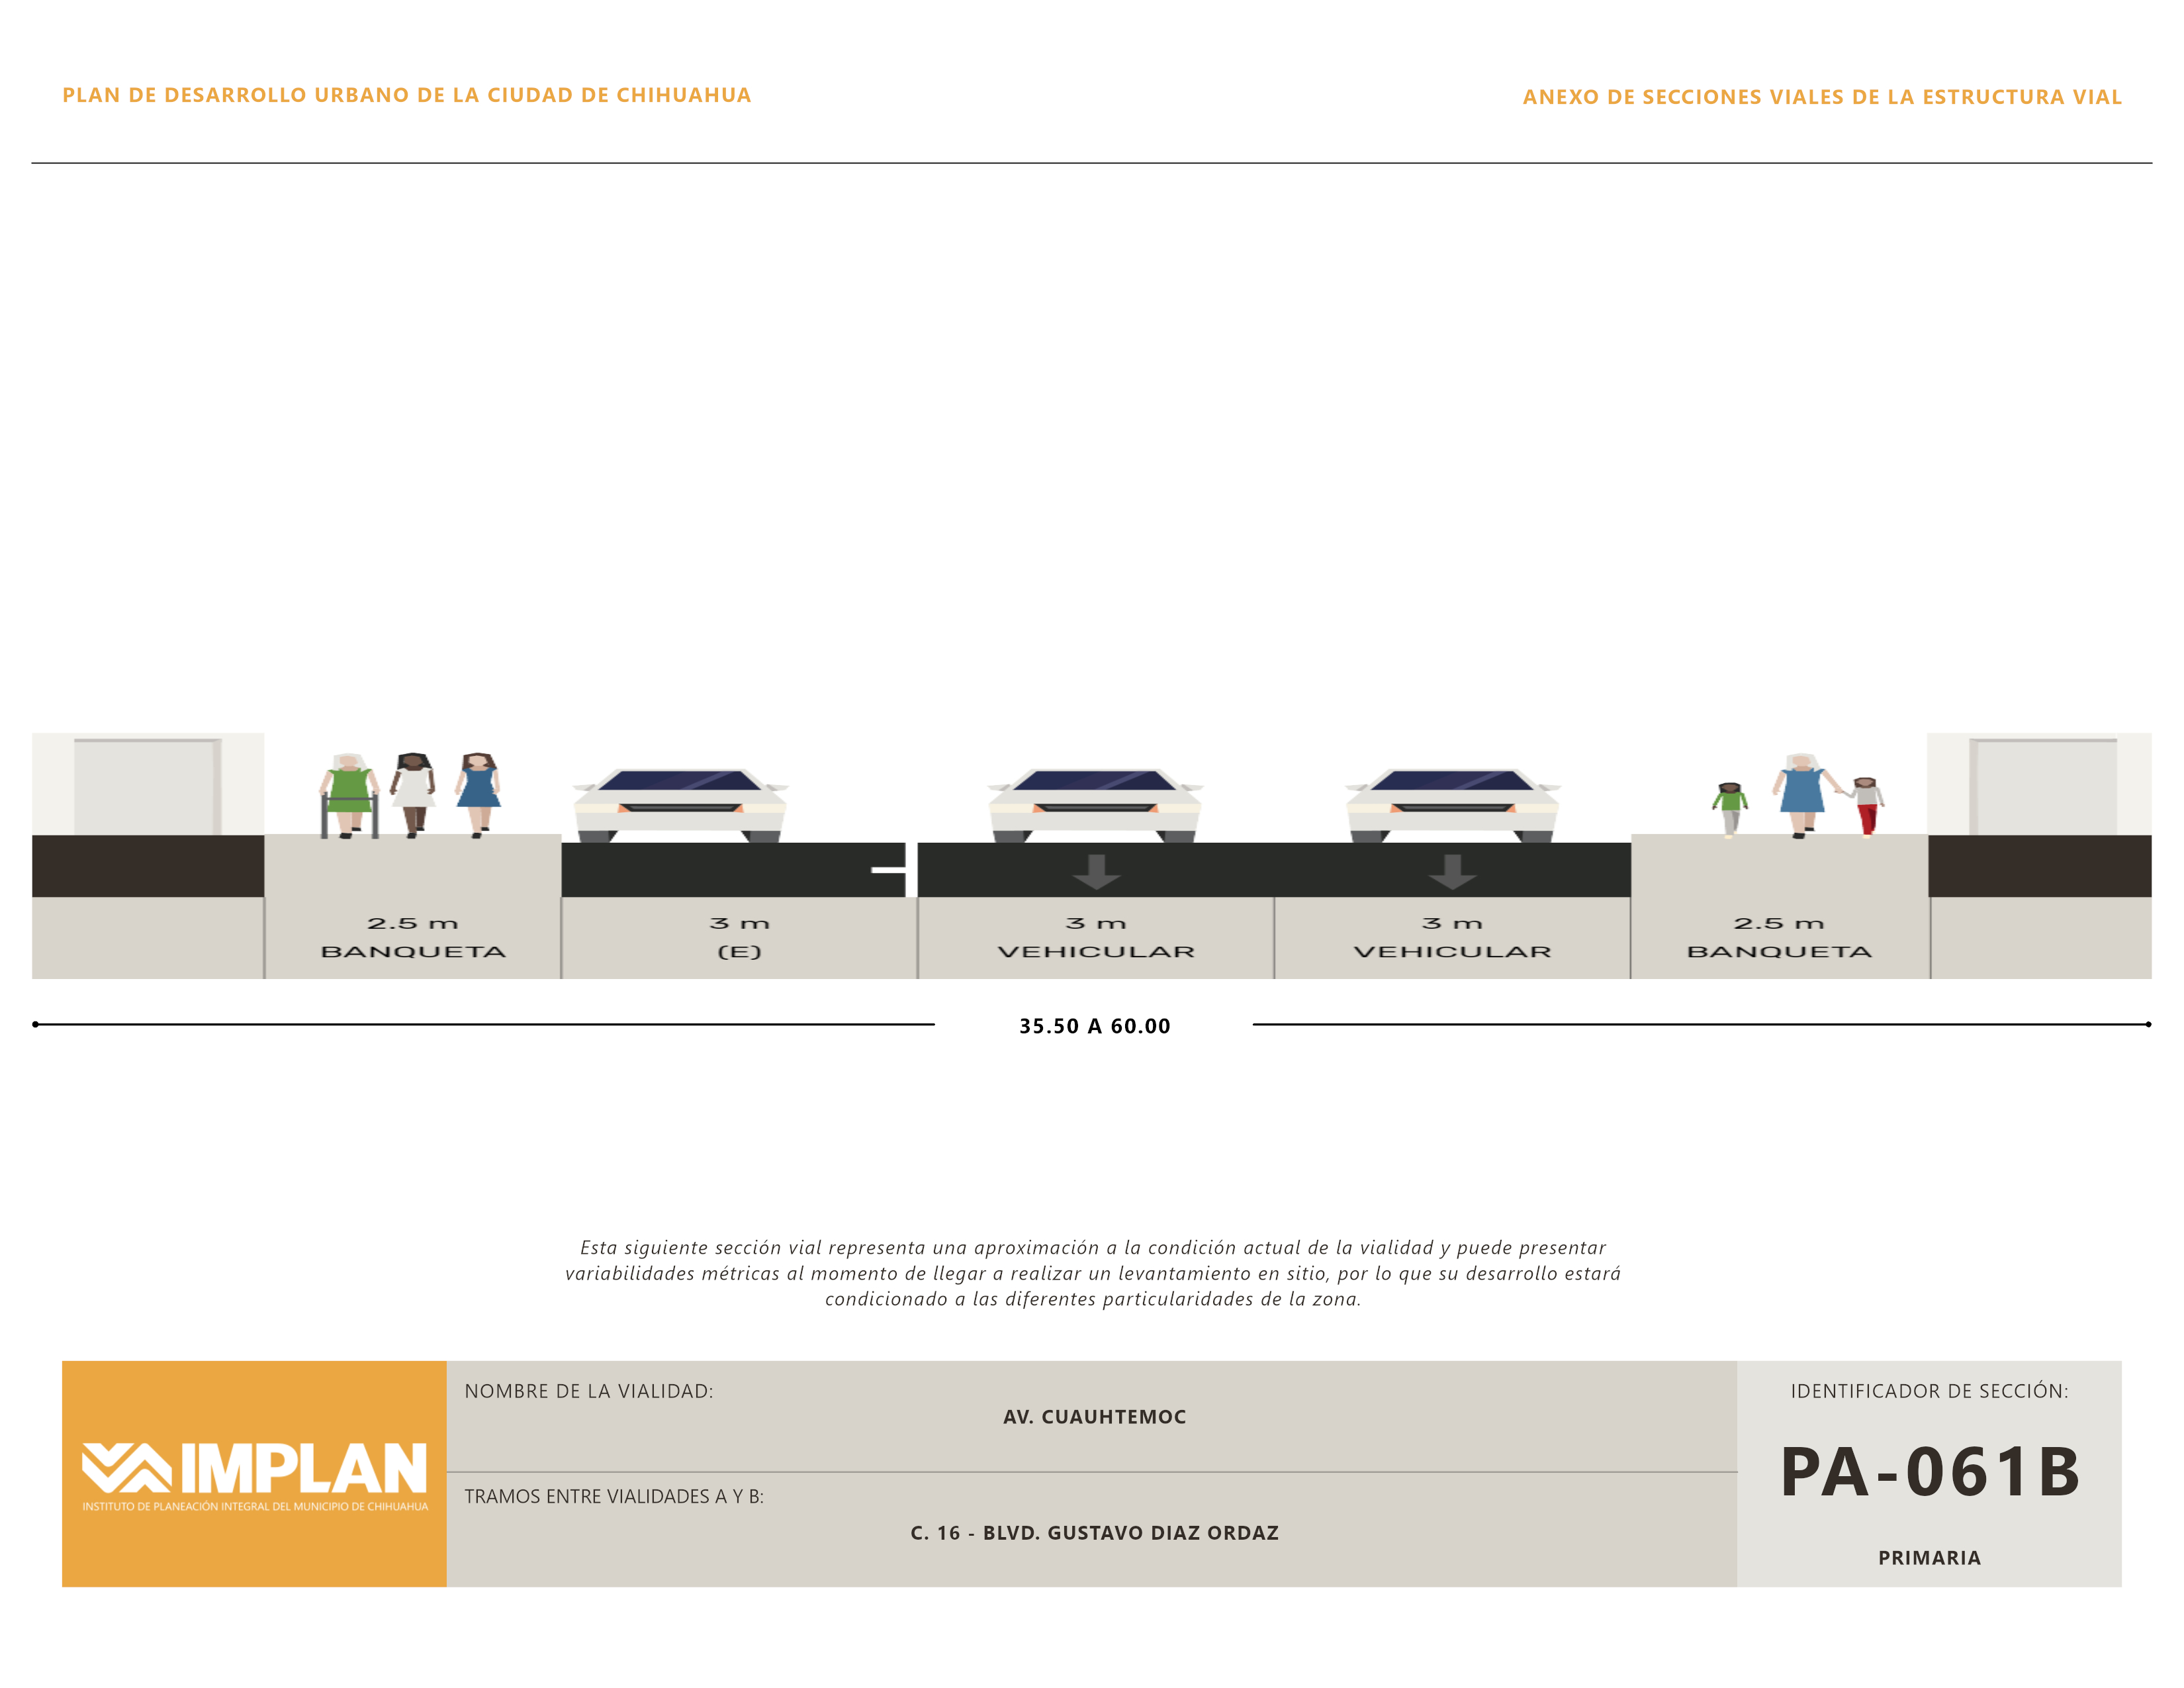 PLAN DE DESARROLLO URBANO DE LA CIUDAD DE CHIHUAHUA
ANEXO DE SECCIONES VIALES DE LA ESTRUCTURA VIAL
2.5 m
BANQUETA
3 m
(E)
3 m
VEHICULAR
3 m
VEHICULAR
2.5 m
BANQUETA
35.50 A 60.00
Esta siguiente sección vial representa una aproximación a la condición actual de la vialidad y puede presentar
variabilidades métricas al momento de llegar a realizar un levantamiento en sitio, por lo que su desarrollo estará
condicionado a las diferentes particularidades de la zona.
IMPLAN
INSTITUTO DE PLANEACIÓN INTEGRAL DEL MUNICIPIO DE CHIHUAHUA
NOMBRE DE LA VIALIDAD:
AV. CUAUHTEMOC
TRAMOS ENTRE VIALIDADES A Y B:
C. 16 - BLVD. GUSTAVO DIAZ ORDAZ
IDENTIFICADOR DE SECCIÓN:
PA-061B
PRIMARIA